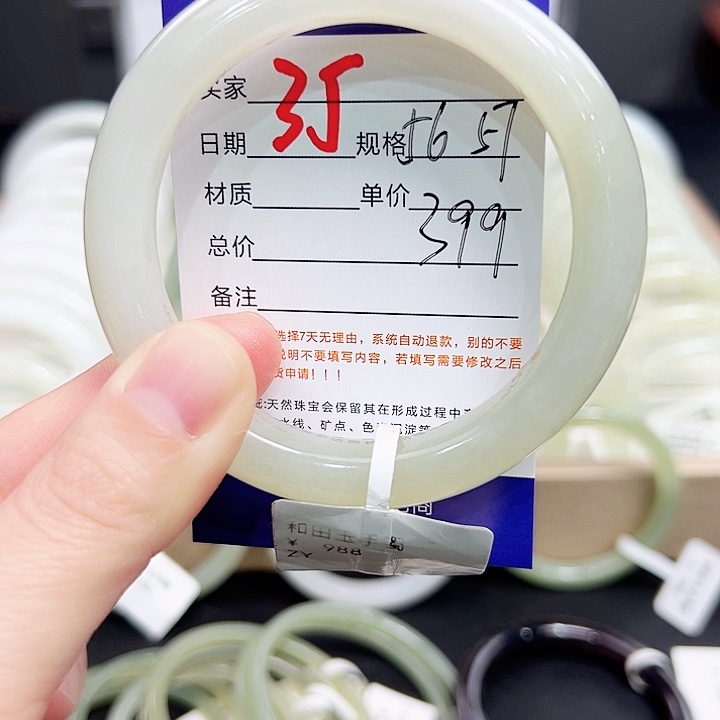 买家
日期 37 规格 56 57
材质 单价 399
总价
备注
选择7天无理由，系统自动退款，别的不要
说明不要填写内容，若填写需要修改之后
申请！！！
:天然珠宝会保留其在形成过程中
水线、矿点、色
和田玉手镯
¥ 988
ZY